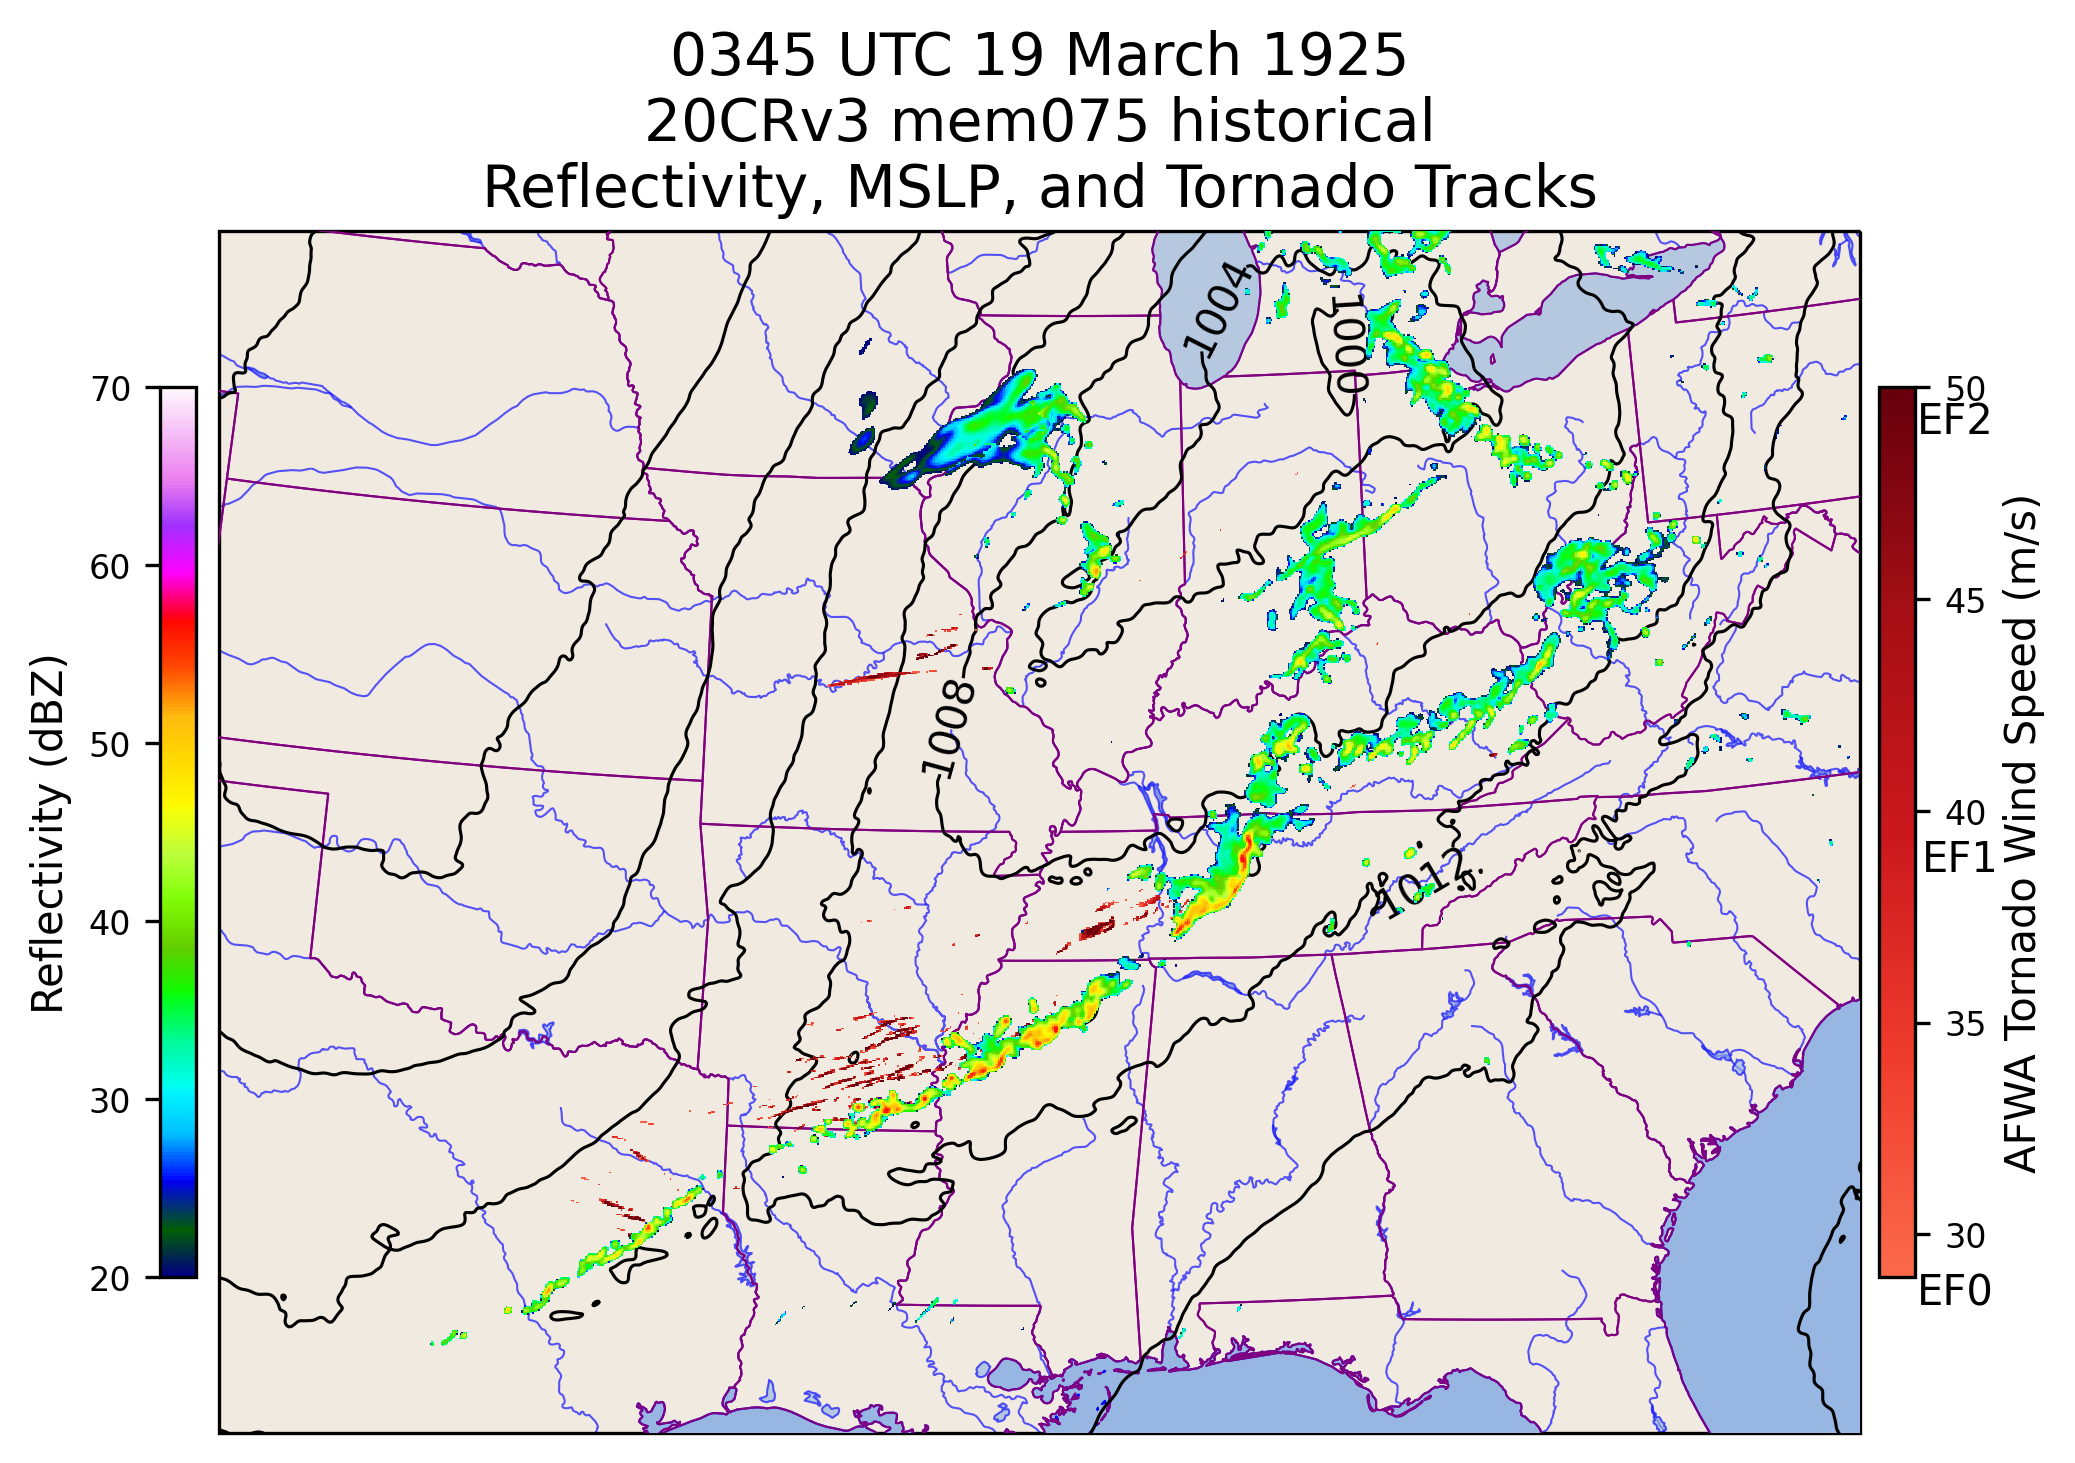 0345 UTC 19 March 1925
20CRv3 mem075 historical
Reflectivity, MSLP, and Tornado Tracks
Reflectivity (dBZ)
70
60
50
40
30
20
1004
1000
1008
1012
50
EF2
45
40
EF1
35
30
EF0
AFWA Tornado Wind Speed (m/s)